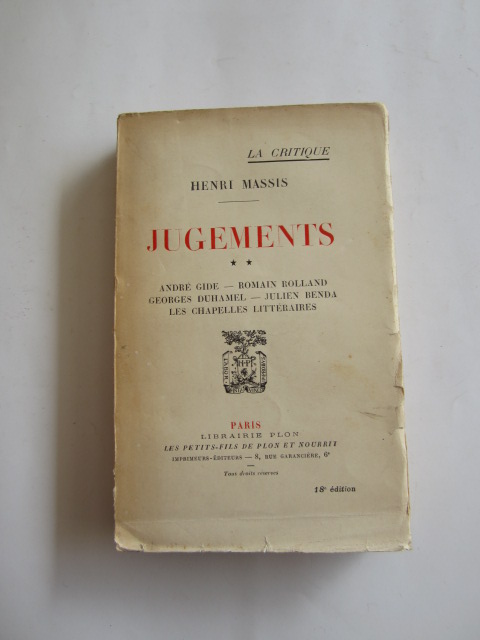 LA CRITIQUE
HENRI MASSIS
JUGEMENTS
★ ★
ANDRÉ GIDE — ROMAIN ROLLAND
GEORGES DUHAMEL — JULIEN BENDA
LES CHAPELLES LITTÉRAIRES
PARIS
LIBRAIRIE PLON
LES PETITS-FILS DE PLON ET NOURRIT
IMPRIMEURS-ÉDITEURS — 8, RUE GARANCIÈRE, 6e
Tous droits réservés
18e édition